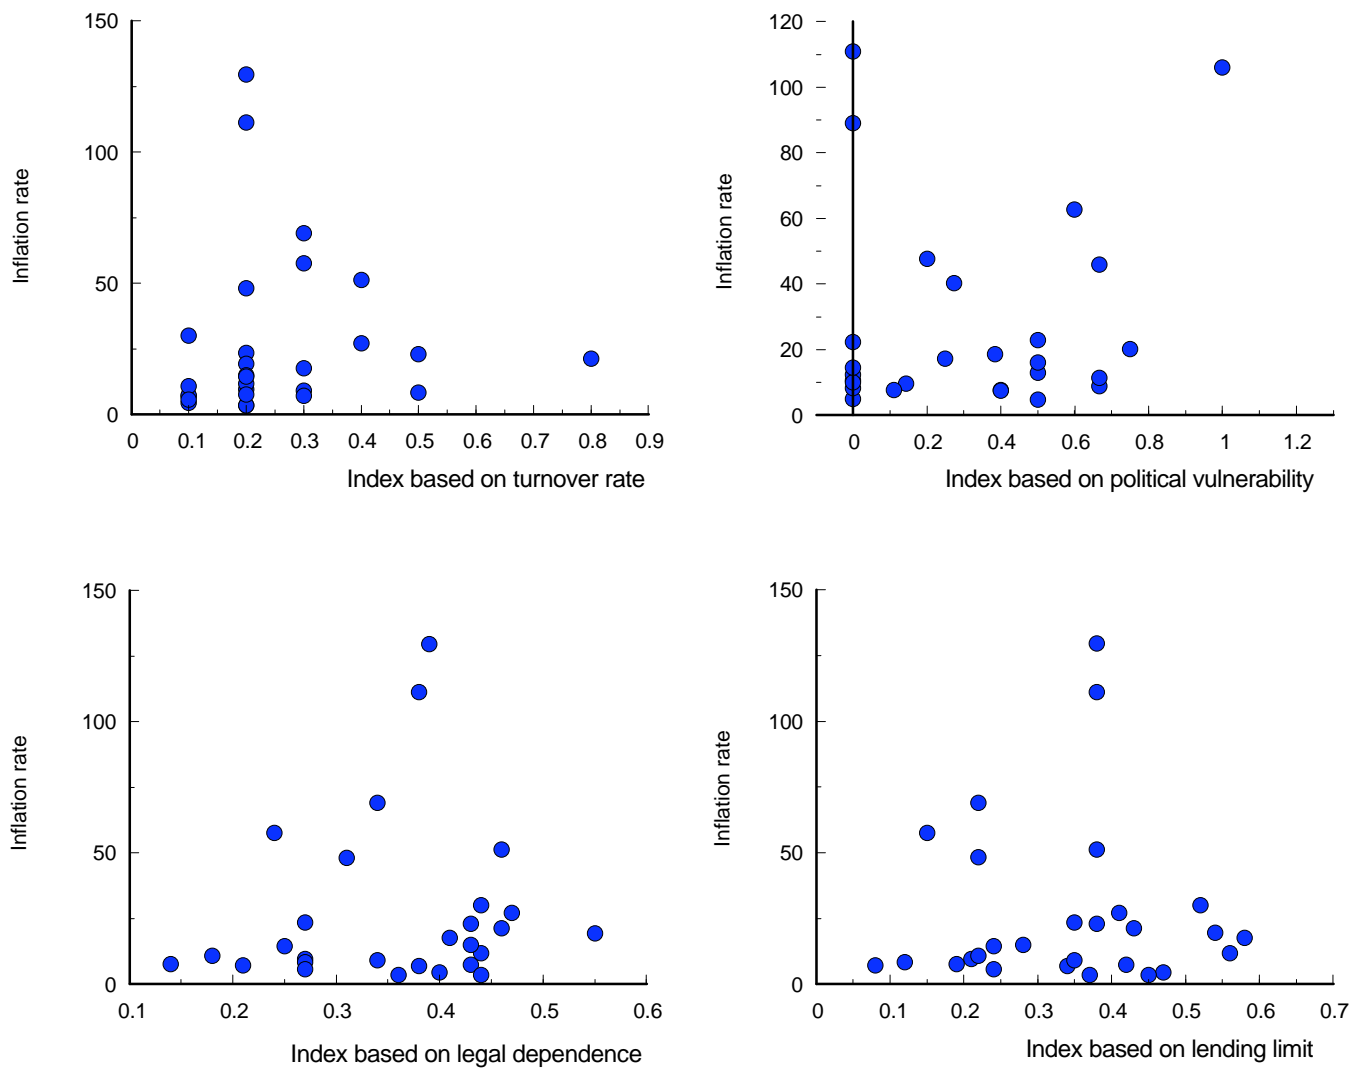 150
100
50
0
Inflation rate
0 0.1 0.2 0.3 0.4 0.5 0.6 0.7 0.8 0.9
Index based on turnover rate
120
100
80
60
40
20
0
Inflation rate
0 0.2 0.4 0.6 0.8 1 1.2
Index based on political vulnerability
150
100
50
0
Inflation rate
0.1 0.2 0.3 0.4 0.5 0.6
Index based on legal dependence
150
100
50
0
Inflation rate
0 0.1 0.2 0.3 0.4 0.5 0.6 0.7
Index based on lending limit